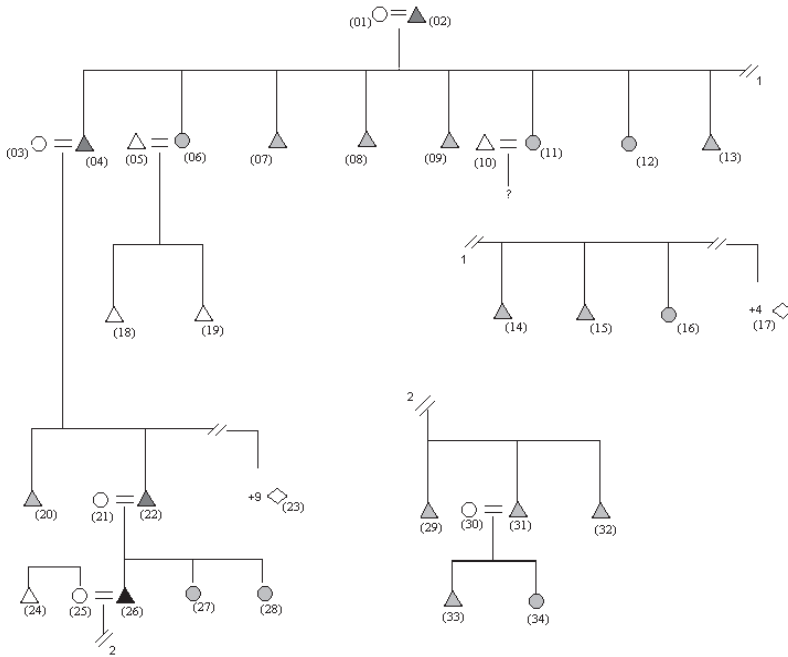 (01) = (02)
1
(03) = (04) (05) = (06) (07) (08) (09) (10) = (11) (12) (13)
?
1
(18) (19) (14) (15) (16) +4 (17)
2
(20) (21) = (22) +9 (23) (29) (30) = (31) (32)
(24) (25) = (26) (27) (28) (33) (34)
2